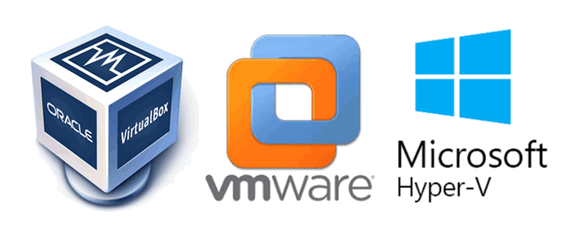 ORACLE
VirtualBox
vmware
Microsoft
Hyper-V